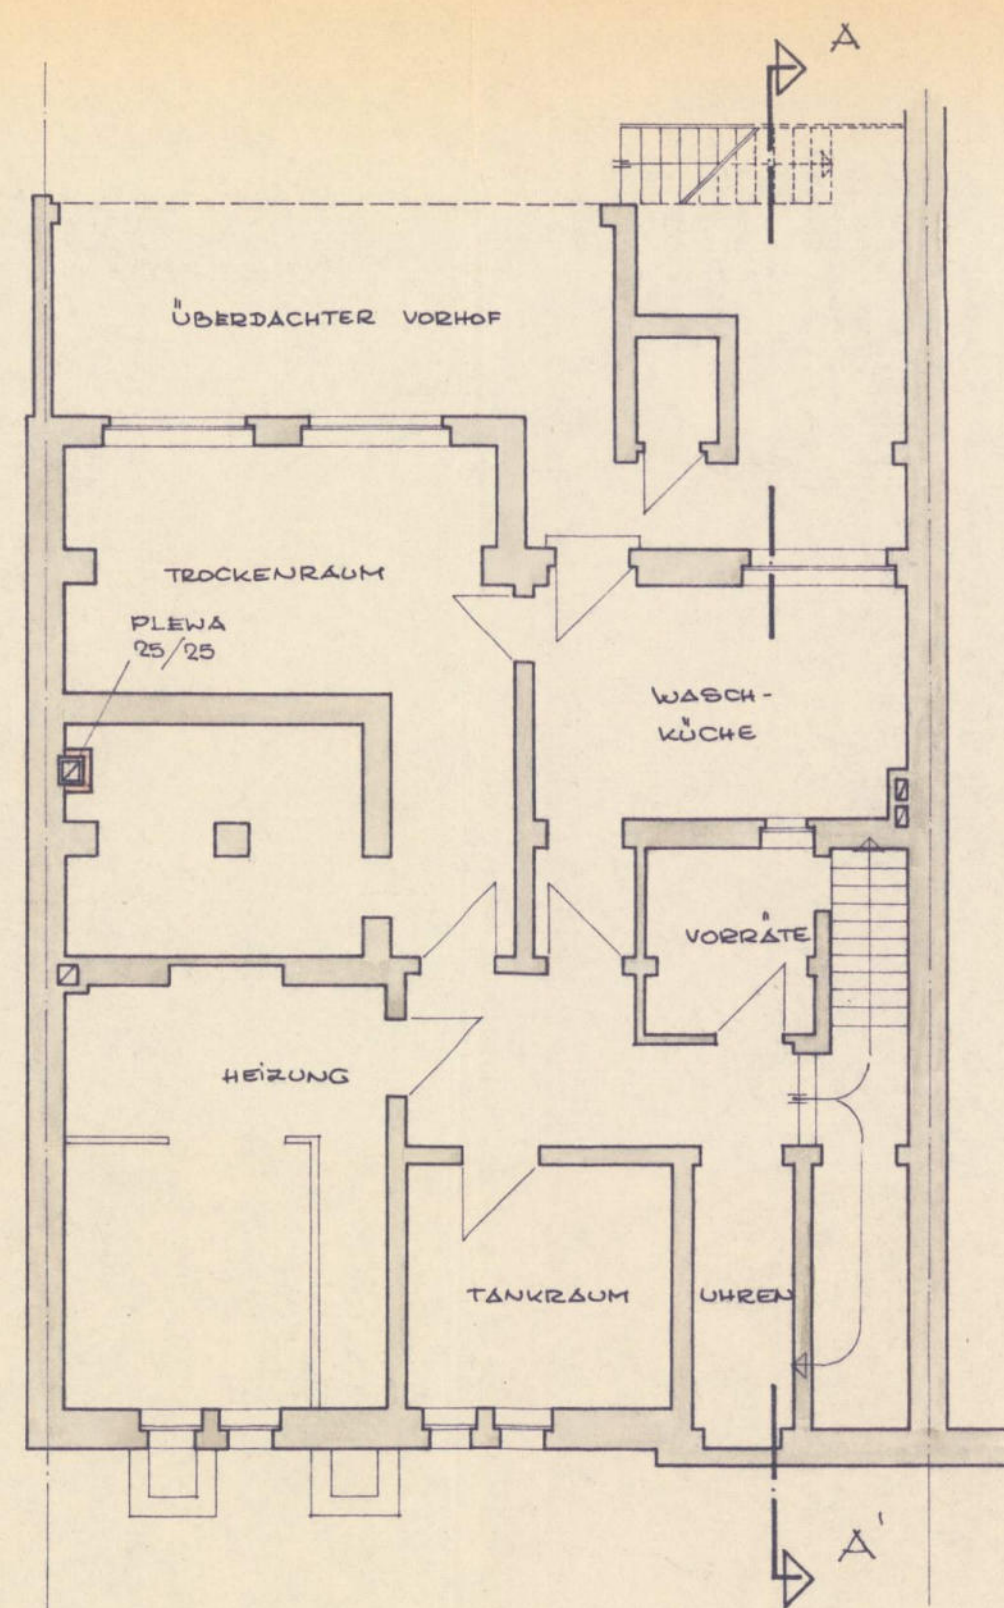 A
ÜBERDACHTER VORHOF
TROCKENRAUM
PLEWA
25/25
WASCH-
KÜCHE
VORRÄTE
HEIZUNG
TANKRAUM
UHREN
A'